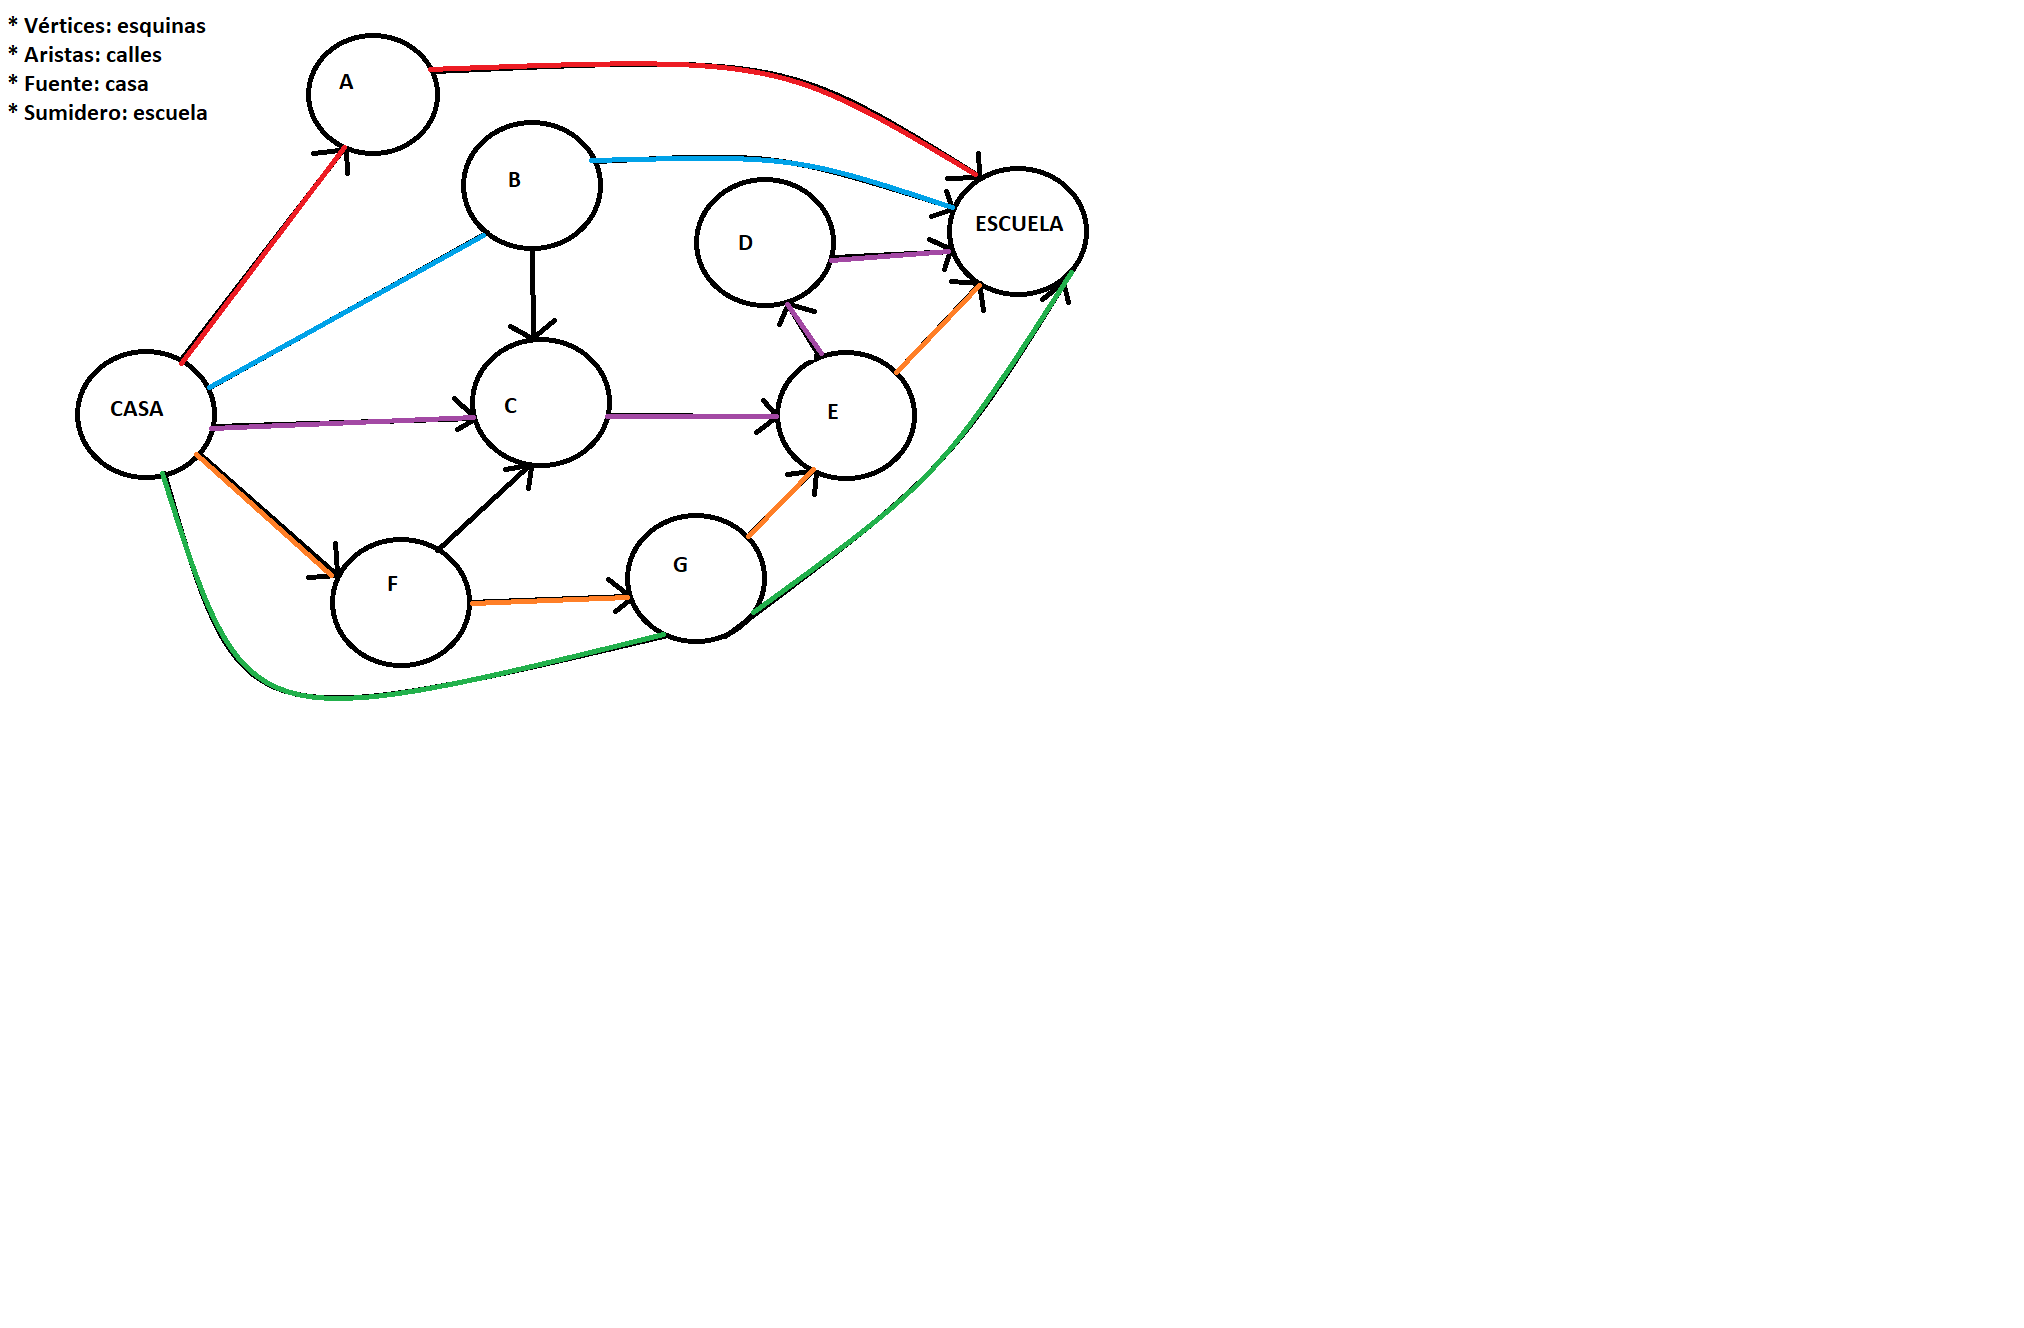 * Vértices: esquinas
* Aristas: calles
* Fuente: casa
* Sumidero: escuela
A
B
D
ESCUELA
CASA
C
E
F
G